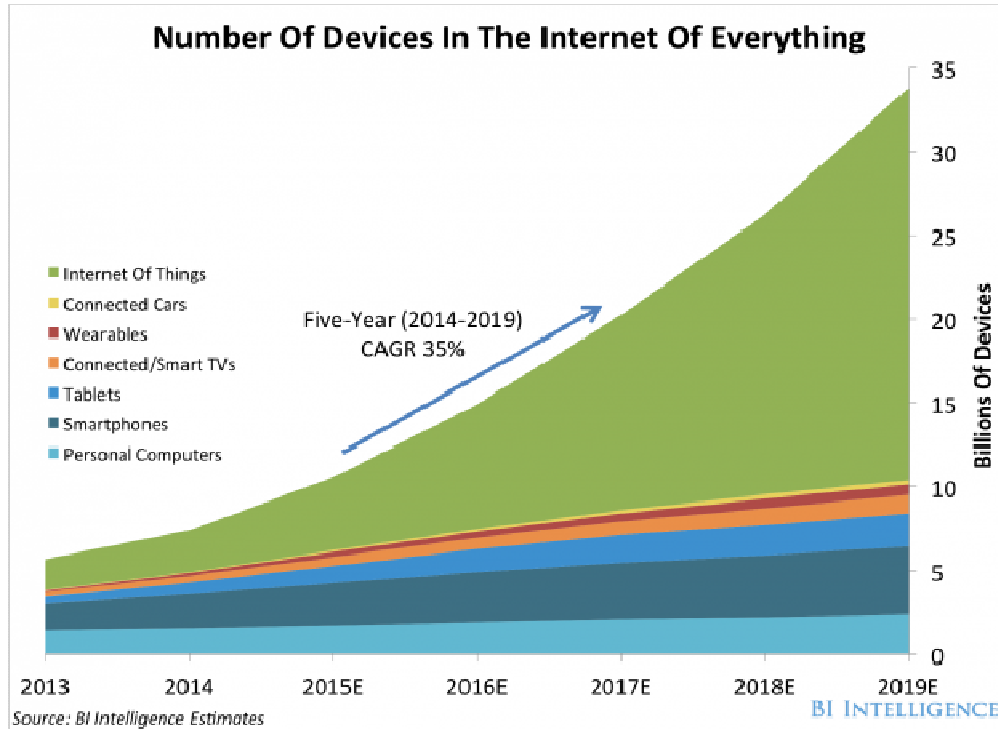 Number Of Devices In The Internet Of Everything
35
30
25
20
15
10
5
0
Billions Of Devices
Internet Of Things
Connected Cars
Wearables
Connected/Smart TVs
Tablets
Smartphones
Personal Computers
Five-Year (2014-2019)
CAGR 35%
2013 2014 2015E 2016E 2017E 2018E 2019E
Source: BI Intelligence Estimates
BI INTELLIGENCE